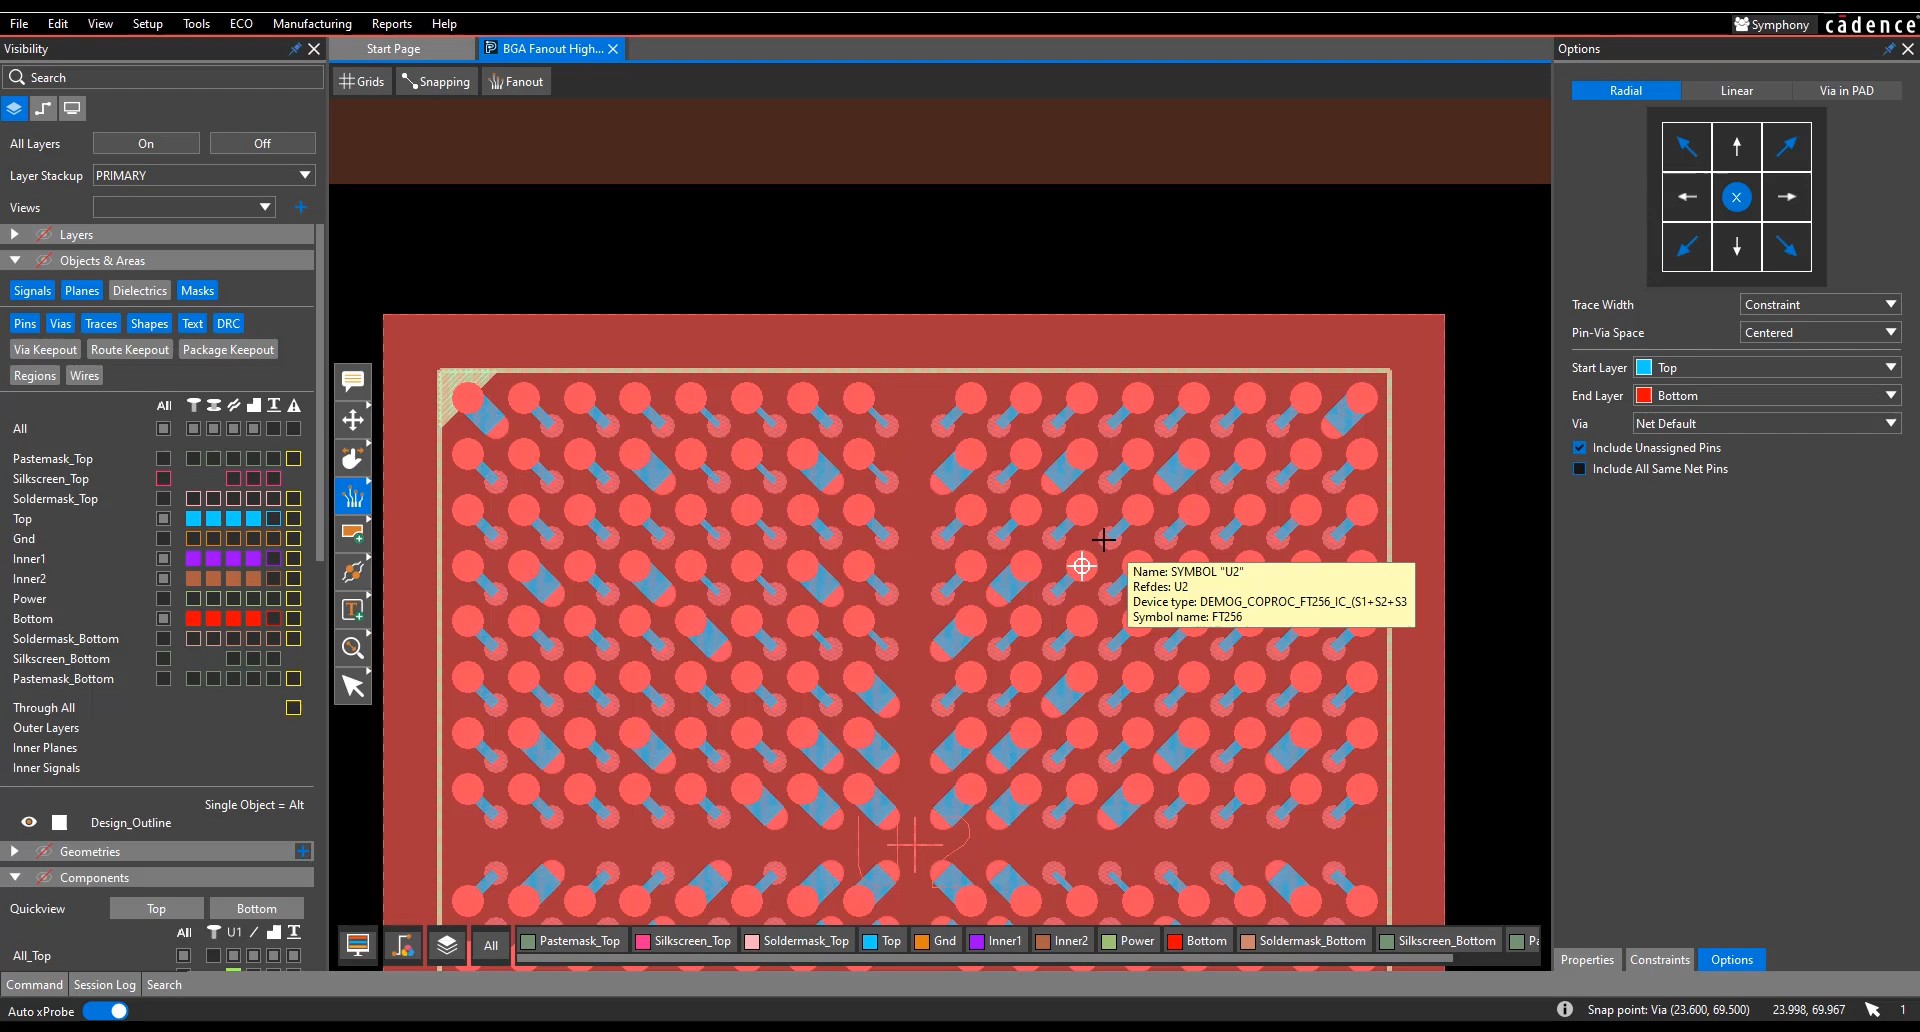 File Edit View Setup Tools ECO Manufacturing Reports Help
Symphony cādence
Visibility
Search
All Layers On Off
Layer Stackup PRIMARY
Views
Layers
Objects & Areas
Signals Planes Dielectrics Masks
Pins Vias Traces Shapes Text DRC
Via Keepout Route Keepout Package Keepout
Regions Wires
All
All
Pastemask_Top
Silkscreen_Top
Soldermask_Top
Top
Gnd
Inner1
Inner2
Power
Bottom
Soldermask_Bottom
Silkscreen_Bottom
Pastemask_Bottom
Through All
Outer Layers
Inner Planes
Inner Signals
Single Object = Alt
Design_Outline
Geometries
Components
Quickview Top Bottom
All U1
All_Top
Command Session Log Search
Auto xProbe
Start Page BGA Fanout High...
Grids Snapping Fanout
Name: SYMBOL "U2"
Refdes: U2
Device type: DEMOG_COPROC_FT256_IC_(S1+S2+S3
Symbol name: FT256
U2
All Pastemask_Top Silkscreen_Top Soldermask_Top Top Gnd Inner1 Inner2 Power Bottom Soldermask_Bottom Silkscreen_Bottom Pa
Options
Radial Linear Via in PAD
X
Trace Width Constraint
Pin-Via Space Centered
Start Layer Top
End Layer Bottom
Via Net Default
Include Unassigned Pins
Include All Same Net Pins
Properties Constraints Options
Snap point: Via (23.600, 69.500) 23.998, 69.967 1